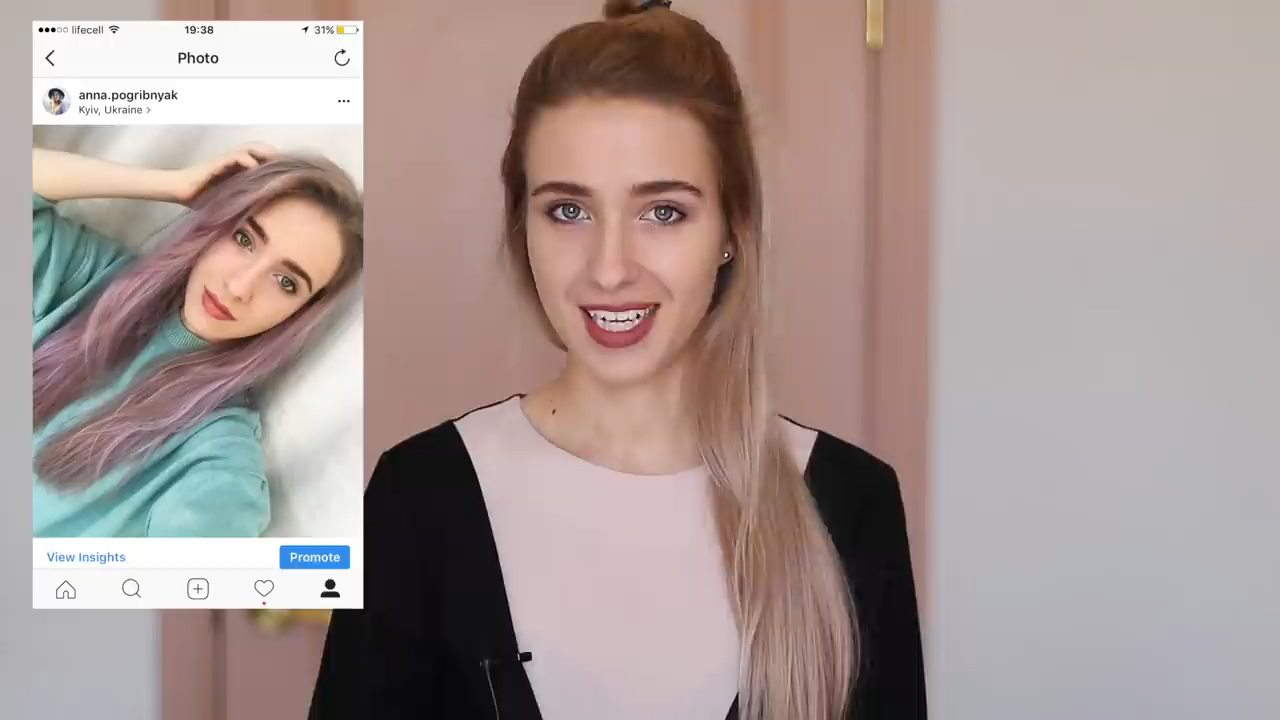 lifecell 19:38 31%
Photo
anna.pogribnyak
Kyiv, Ukraine >
View Insights Promote